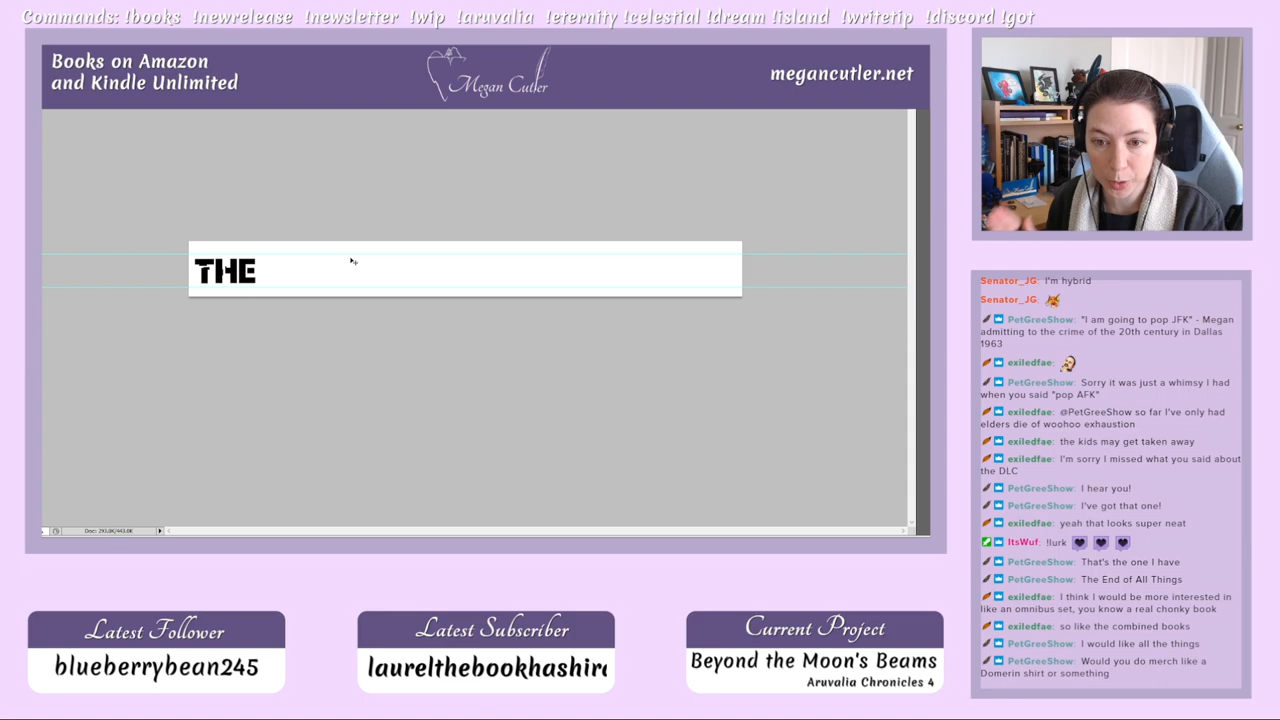 Commands: !books !newrelease !newsletter !wip !aruvalia !eternity !celestial !dream !island !writetip !discord !got
Books on Amazon
and Kindle Unlimited
Megan Cutler
megancutler.net
THE
Doc: 293.0K/443.0K
Senator_JG: I'm hybrid
Senator_JG:
PetGreeShow: "I am going to pop JFK" - Megan
admitting to the crime of the 20th century in Dallas
1963
exiledfae:
PetGreeShow: Sorry it was just a whimsy I had
when you said "pop AFK"
exiledfae: @PetGreeShow so far I've only had
elders die of woohoo exhaustion
exiledfae: the kids may get taken away
exiledfae: I'm sorry I missed what you said about
the DLC
PetGreeShow: I hear you!
PetGreeShow: I've got that one!
exiledfae: yeah that looks super neat
ItsWuf: !lurk
PetGreeShow: That's the one I have
PetGreeShow: The End of All Things
exiledfae: I think I would be more interested in
like an omnibus set, you know a real chonky book
exiledfae: so like the combined books
PetGreeShow: I would like all the things
PetGreeShow: Would you do merch like a
Domerin shirt or something
Latest Follower
blueberrybean245
Latest Subscriber
laurelthebookhashira
Current Project
Beyond the Moon's Beams
Aruvalia Chronicles 4